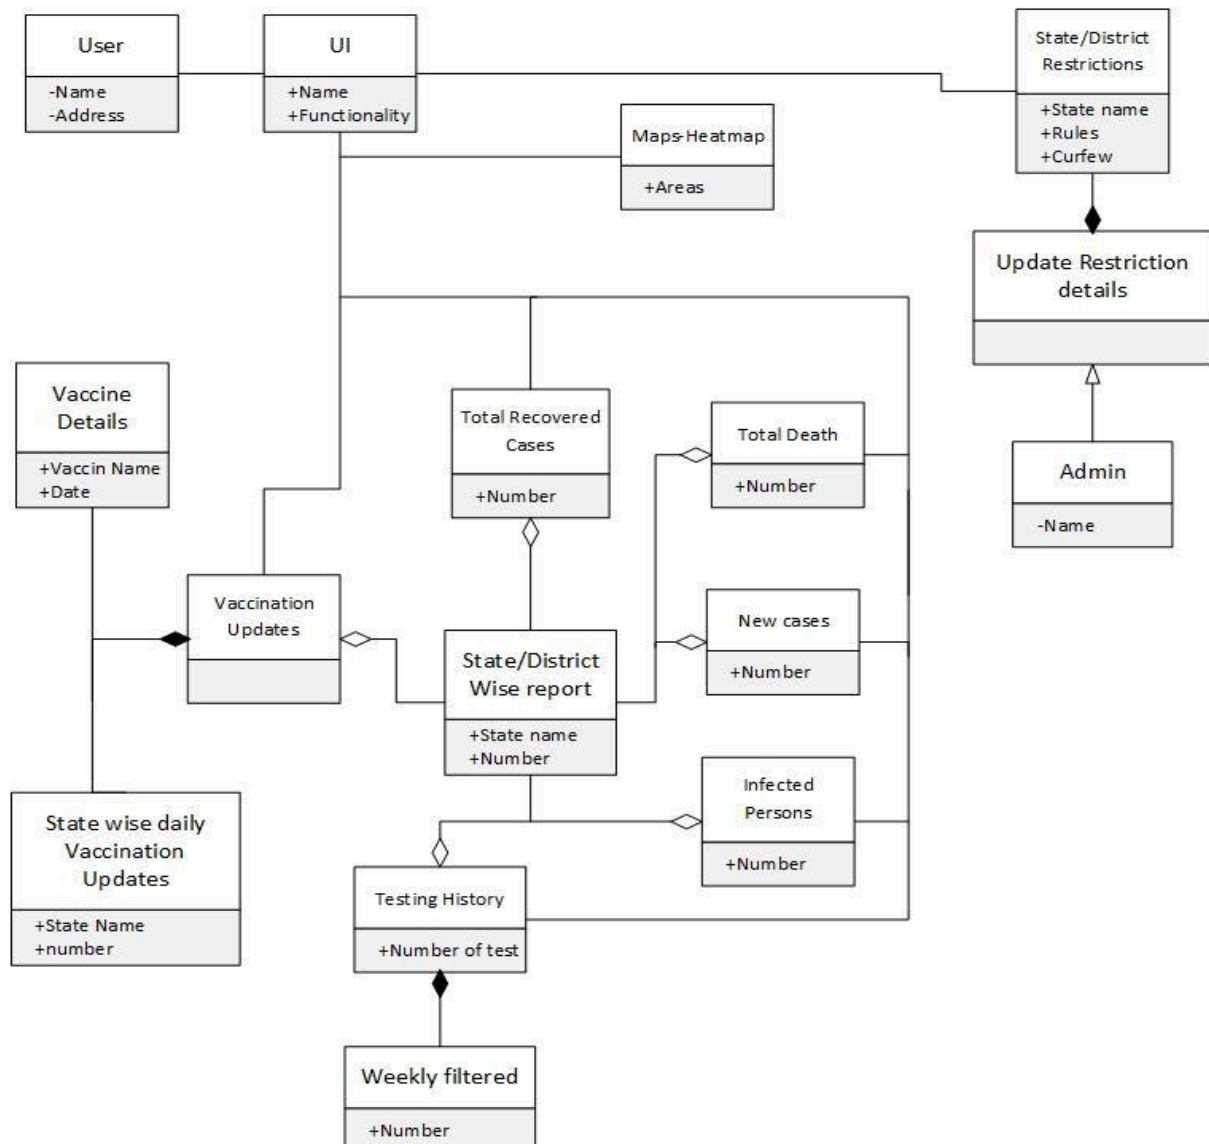 User
-Name
-Address
UI
+Name
+Functionality
State/District
Restrictions
+State name
+Rules
+Curfew
Maps-Heatmap
+Areas
Update Restriction
details
Vaccine
Details
+Vaccin Name
+Date
Total Recovered
Cases
+Number
Total Death
+Number
Admin
-Name
Vaccination
Updates
New cases
+Number
State/District
Wise report
+State name
+Number
Infected
Persons
+Number
State wise daily
Vaccination
Updates
+State Name
+number
Testing History
+Number of test
Weekly filtered
+Number